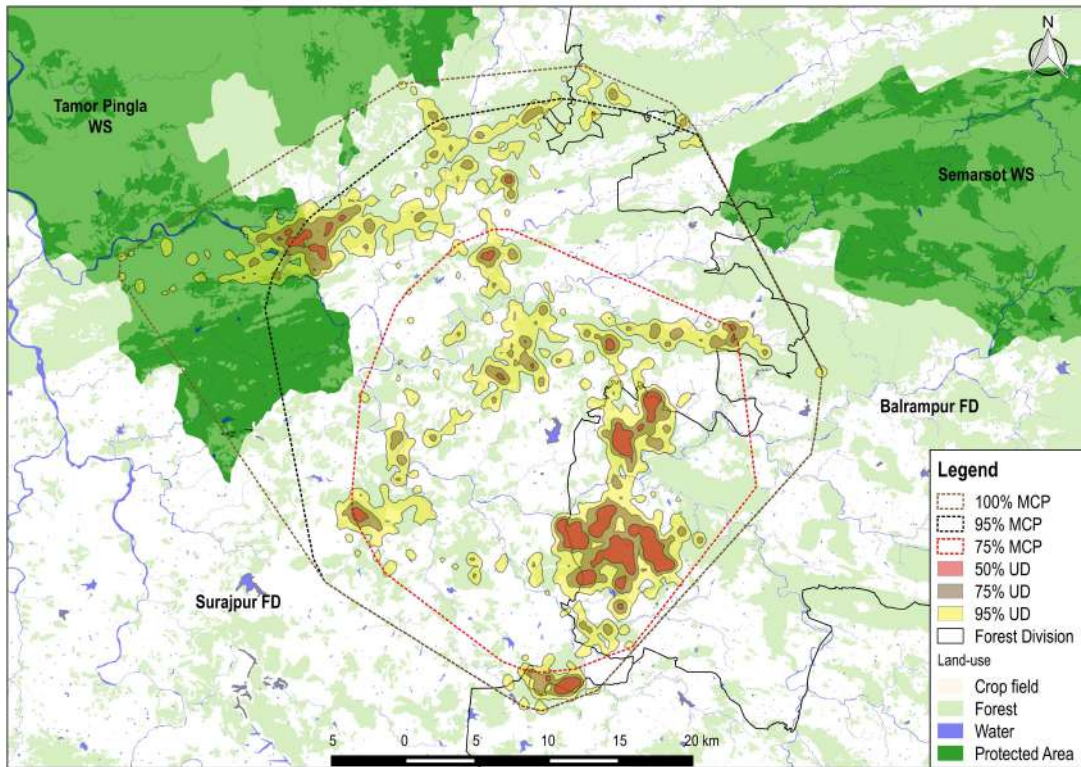 N
Tamor Pingla
WS
Semarsot WS
Balrampur FD
Surajpur FD
Legend
100% MCP
95% MCP
75% MCP
50% UD
75% UD
95% UD
Forest Division
Land-use
Crop field
Forest
Water
Protected Area
5 0 5 10 15 20 km